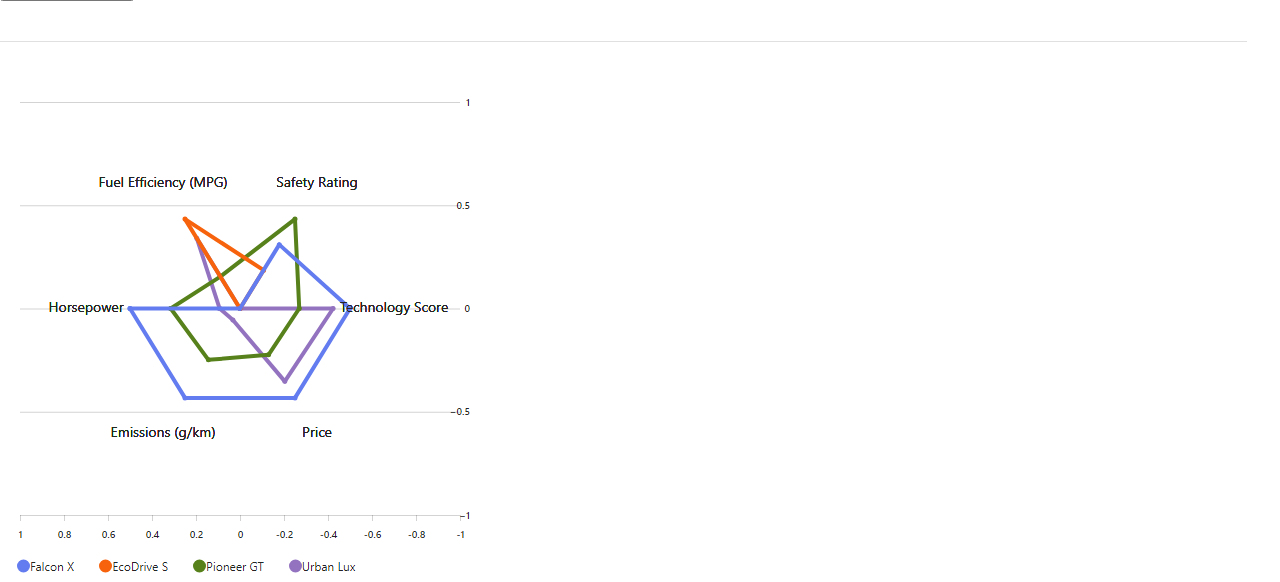 1
Fuel Efficiency (MPG) Safety Rating
0.5
Horsepower Technology Score 0
−0.5
Emissions (g/km) Price
−1
1 0.8 0.6 0.4 0.2 0 -0.2 -0.4 -0.6 -0.8 -1
Falcon X EcoDrive S Pioneer GT Urban Lux